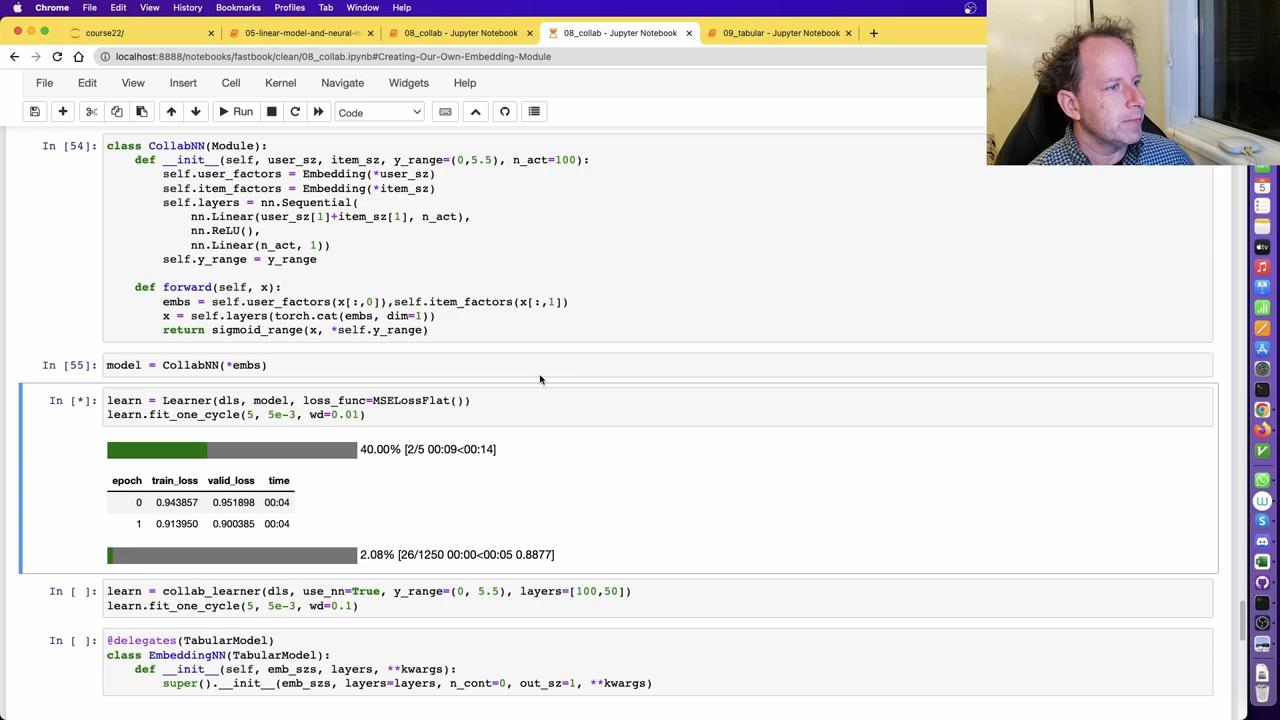 Chrome File Edit View History Bookmarks Profiles Tab Window Help
course22/ 05-linear-model-and-neural-n 08_collab - Jupyter Notebook 08_collab - Jupyter Notebook 09_tabular - Jupyter Notebook
localhost:8888/notebooks/fastbook/clean/08_collab.ipynb#Creating-Our-Own-Embedding-Module
File Edit View Insert Cell Kernel Navigate Widgets Help
Run Code
In [54]: class CollabNN(Module):
def __init__(self, user_sz, item_sz, y_range=(0,5.5), n_act=100):
self.user_factors = Embedding(*user_sz)
self.item_factors = Embedding(*item_sz)
self.layers = nn.Sequential(
nn.Linear(user_sz[1]+item_sz[1], n_act),
nn.ReLU(),
nn.Linear(n_act, 1))
self.y_range = y_range
def forward(self, x):
embs = self.user_factors(x[:,0]),self.item_factors(x[:,1])
x = self.layers(torch.cat(embs, dim=1))
return sigmoid_range(x, *self.y_range)
In [55]: model = CollabNN(*embs)
In [*]: learn = Learner(dls, model, loss_func=MSELossFlat())
learn.fit_one_cycle(5, 5e-3, wd=0.01)
40.00% [2/5 00:09<00:14]
epoch train_loss valid_loss time
0 0.943857 0.951898 00:04
1 0.913950 0.900385 00:04
2.08% [26/1250 00:00<00:05 0.8877]
In [ ]: learn = collab_learner(dls, use_nn=True, y_range=(0, 5.5), layers=[100,50])
learn.fit_one_cycle(5, 5e-3, wd=0.1)
In [ ]: @delegates(TabularModel)
class EmbeddingNN(TabularModel):
def __init__(self, emb_szs, layers, **kwargs):
super().__init__(emb_szs, layers=layers, n_cont=0, out_sz=1, **kwargs)
5
tv